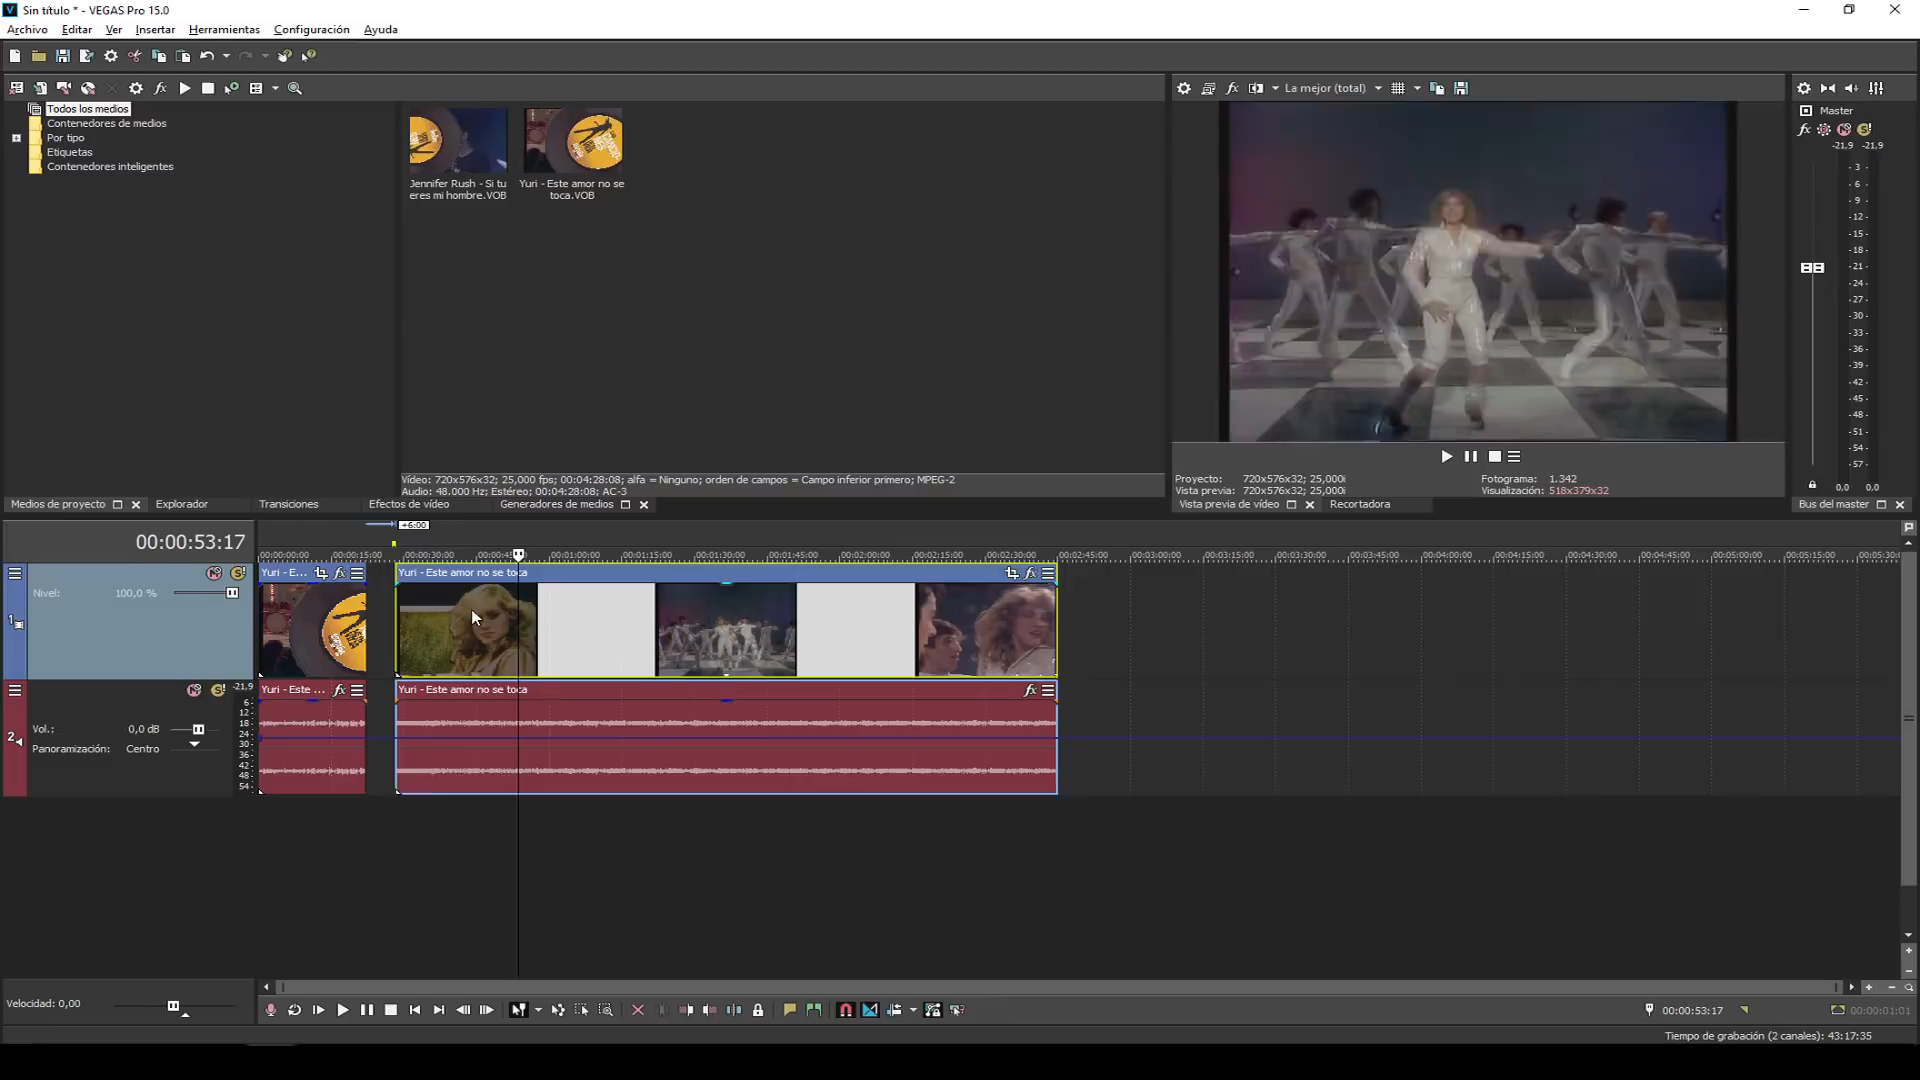 Sin título * - VEGAS Pro 15.0
Archivo Editar Ver Insertar Herramientas Configuración Ayuda
Todos los medios
Contenedores de medios
Por tipo
Etiquetas
Contenedores inteligentes
Jennifer Rush - Si tu eres mi hombre.VOB
Yuri - Este amor no se toca.VOB
Vídeo: 720x576x32; 25,000 fps; 00:04:28:08; alfa = Ninguno; orden de campos = Campo inferior primero; MPEG-2
Audio: 48.000 Hz; Estéreo; 00:04:28:08; AC-3
Medios de proyecto Explorador Transiciones Efectos de vídeo Generadores de medios
La mejor (total)
Proyecto: 720x576x32; 25,000i Fotograma: 1.342
Vista previa: 720x576x32; 25,000i Visualización: 518x379x32
Vista previa de vídeo Recortadora
Master
-21,9 -21,9
- 3 -
- 6 -
- 9 -
- 12 -
- 15 -
- 18 -
- 21 -
- 24 -
- 27 -
- 30 -
- 33 -
- 36 -
- 39 -
- 42 -
- 45 -
- 48 -
- 51 -
- 54 -
- 57 -
0,0 0,0
Bus del master
00:00:53:17
+6:00
00:00:00:00 00:00:15:00 00:00:30:00 00:00:45 00:01:00:00 00:01:15:00 00:01:30:00 00:01:45:00 00:02:00:00 00:02:15:00 00:02:30:00 00:02:45:00 00:03:00:00 00:03:15:00 00:03:30:00 00:03:45:00 00:04:00:00 00:04:15:00 00:04:30:00 00:04:45:00 00:05:00:00 00:05:15:00 00:05:30:0
1
Nivel: 100,0 %
Yuri - E... Yuri - Este amor no se toca
2
-21,9
6-
12-
18-
24-
30-
36-
42-
48-
54-
Vol.: 0,0 dB
Panoramización: Centro
Yuri - Este ... Yuri - Este amor no se toca
Velocidad: 0,00
00:00:53:17
00:00:01:01
Tiempo de grabación (2 canales): 43:17:35